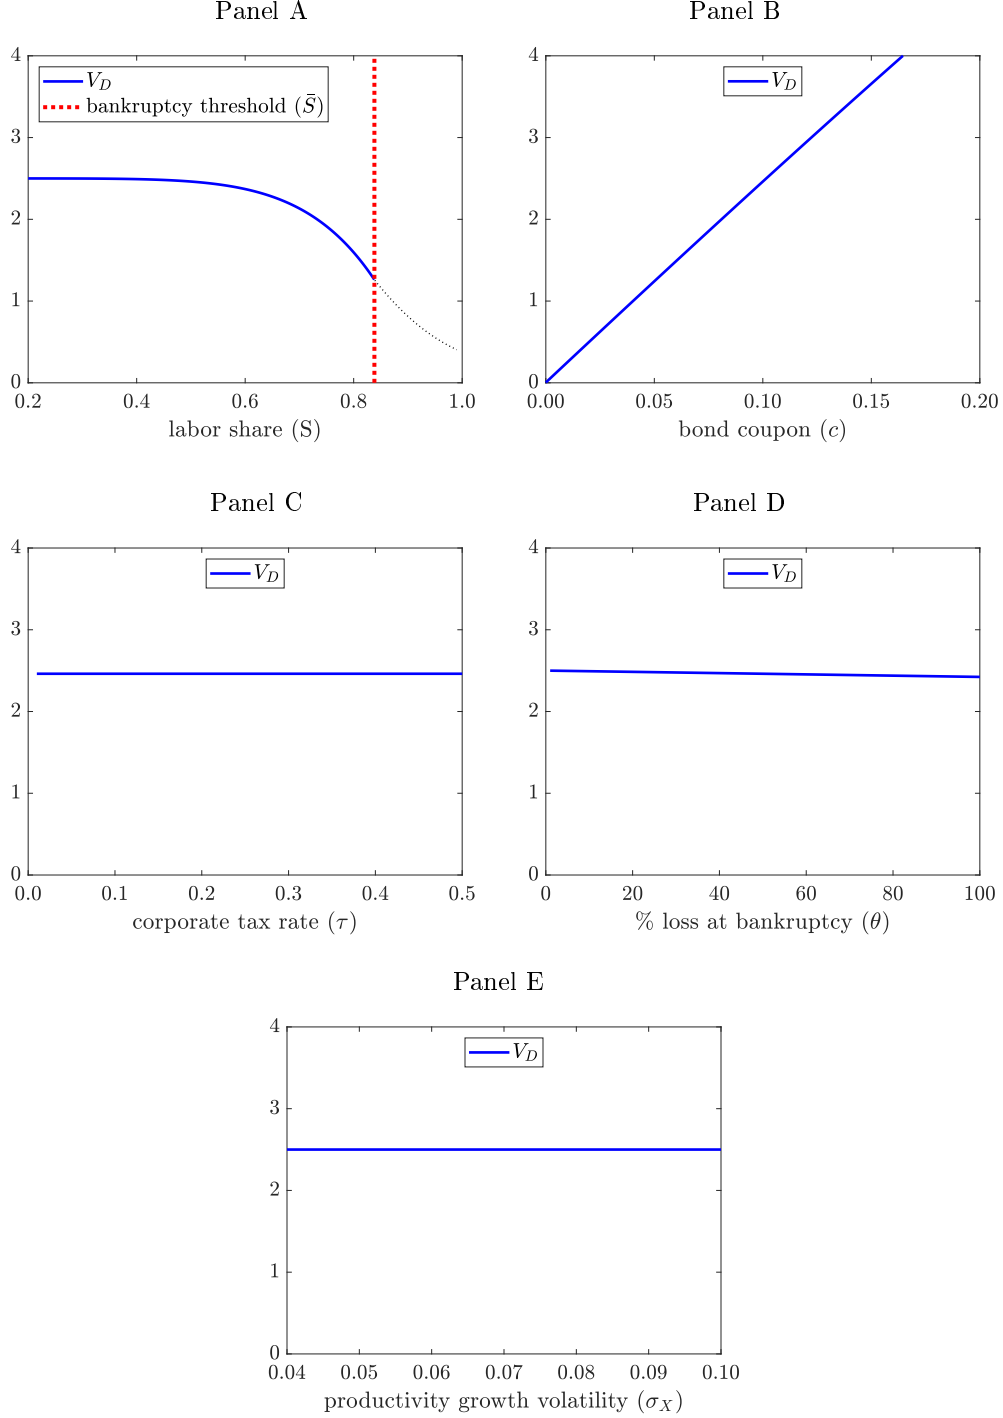 Panel A
4
3
2
1
0
V_D
bankruptcy threshold (S̄)
0.2 0.4 0.6 0.8 1.0
labor share (S)
Panel B
4
3
2
1
0
V_D
0.00 0.05 0.10 0.15 0.20
bond coupon (c)
Panel C
4
3
2
1
0
V_D
0.0 0.1 0.2 0.3 0.4 0.5
corporate tax rate (τ)
Panel D
4
3
2
1
0
V_D
0 20 40 60 80 100
% loss at bankruptcy (θ)
Panel E
4
3
2
1
0
V_D
0.04 0.05 0.06 0.07 0.08 0.09 0.10
productivity growth volatility (σ_X)